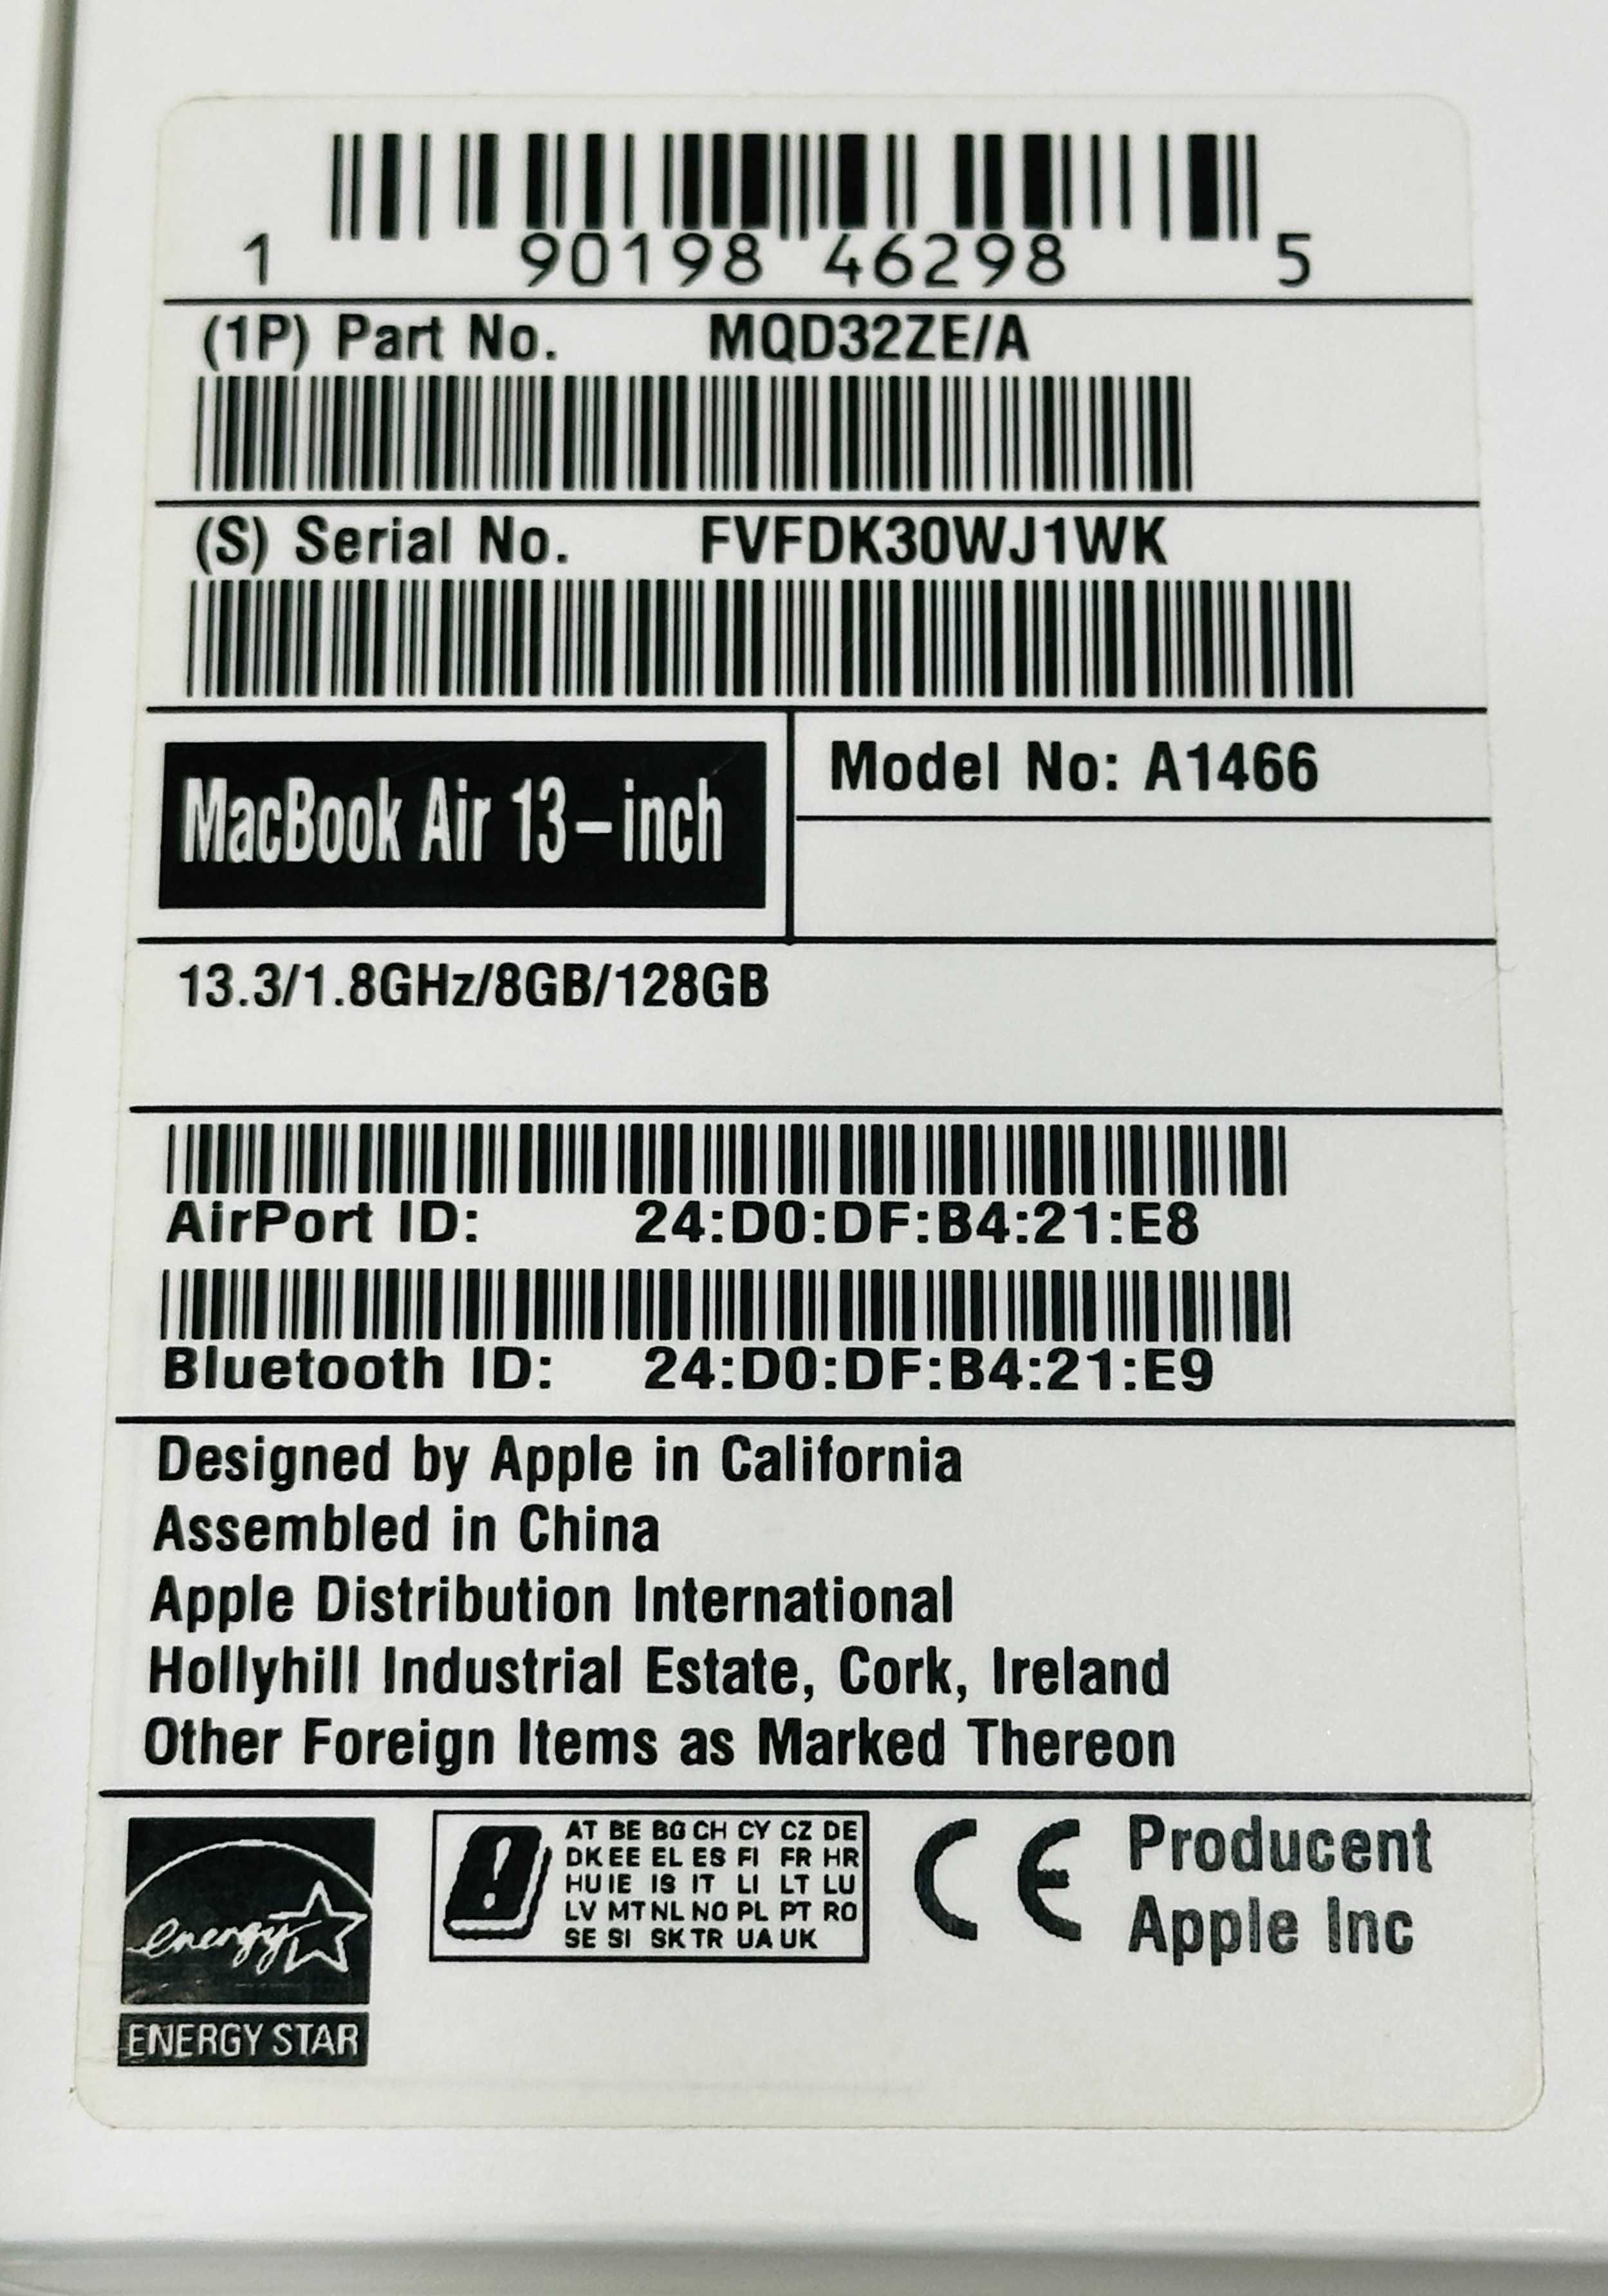 1 90198 46298 5
(1P) Part No. MQD32ZE/A
(S) Serial No. FVFDK30WJ1WK
MacBook Air 13-inch
Model No: A1466
13.3/1.8GHz/8GB/128GB
AirPort ID: 24:D0:DF:B4:21:E8
Bluetooth ID: 24:D0:DF:B4:21:E9
Designed by Apple in California
Assembled in China
Apple Distribution International
Hollyhill Industrial Estate, Cork, Ireland
Other Foreign Items as Marked Thereon
energy
ENERGY STAR
AT BE BG CH CY CZ DE
DK EE EL ES FI FR HR
HU IE IS IT LI LT LU
LV MT NL NO PL PT RO
SE SI SK TR UA UK
CE
Producent
Apple Inc